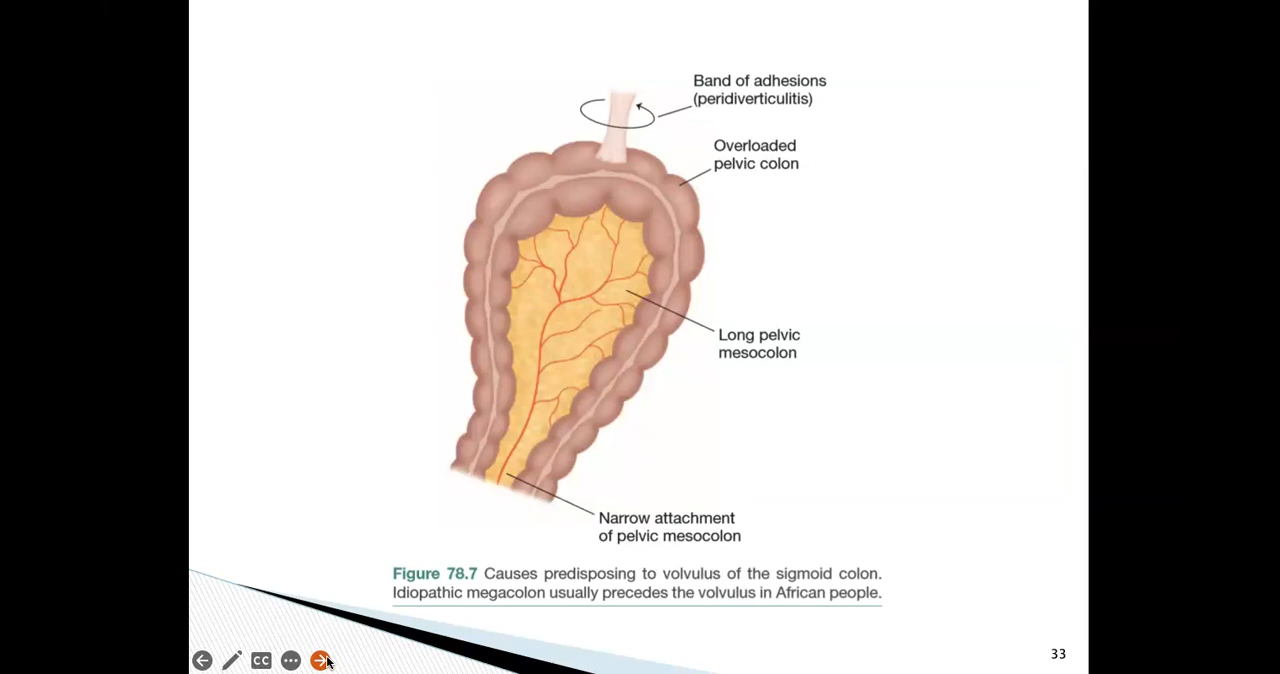 Band of adhesions
(peridiverticulitis)
Overloaded
pelvic colon
Long pelvic
mesocolon
Narrow attachment
of pelvic mesocolon
Figure 78.7 Causes predisposing to volvulus of the sigmoid colon.
Idiopathic megacolon usually precedes the volvulus in African people.
CC
33